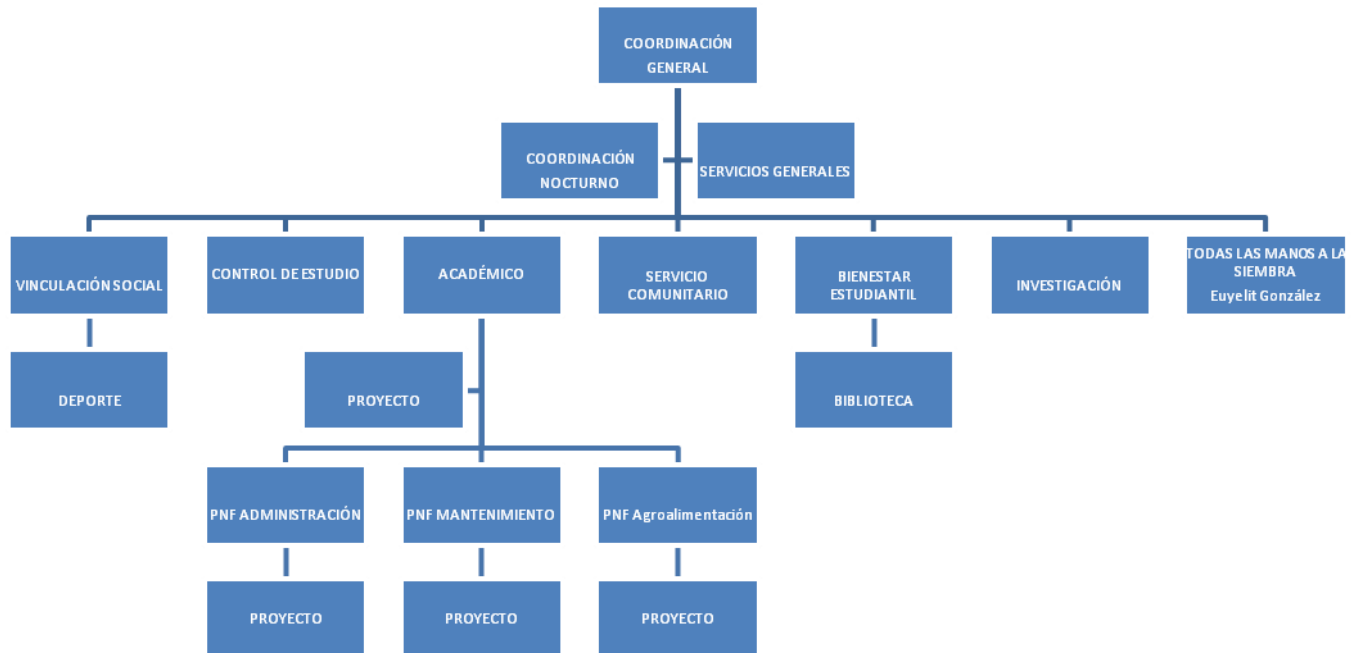 COORDINACIÓN
GENERAL
COORDINACIÓN
NOCTURNO
SERVICIOS GENERALES
VINCULACIÓN SOCIAL
CONTROL DE ESTUDIO
ACADÉMICO
SERVICIO
COMUNITARIO
BIENESTAR
ESTUDIANTIL
INVESTIGACIÓN
TODAS LAS MANOS A LA
SIEMBRA
Euyelit González
DEPORTE
PROYECTO
BIBLIOTECA
PNF ADMINISTRACIÓN
PNF MANTENIMIENTO
PNF Agroalimentación
PROYECTO
PROYECTO
PROYECTO